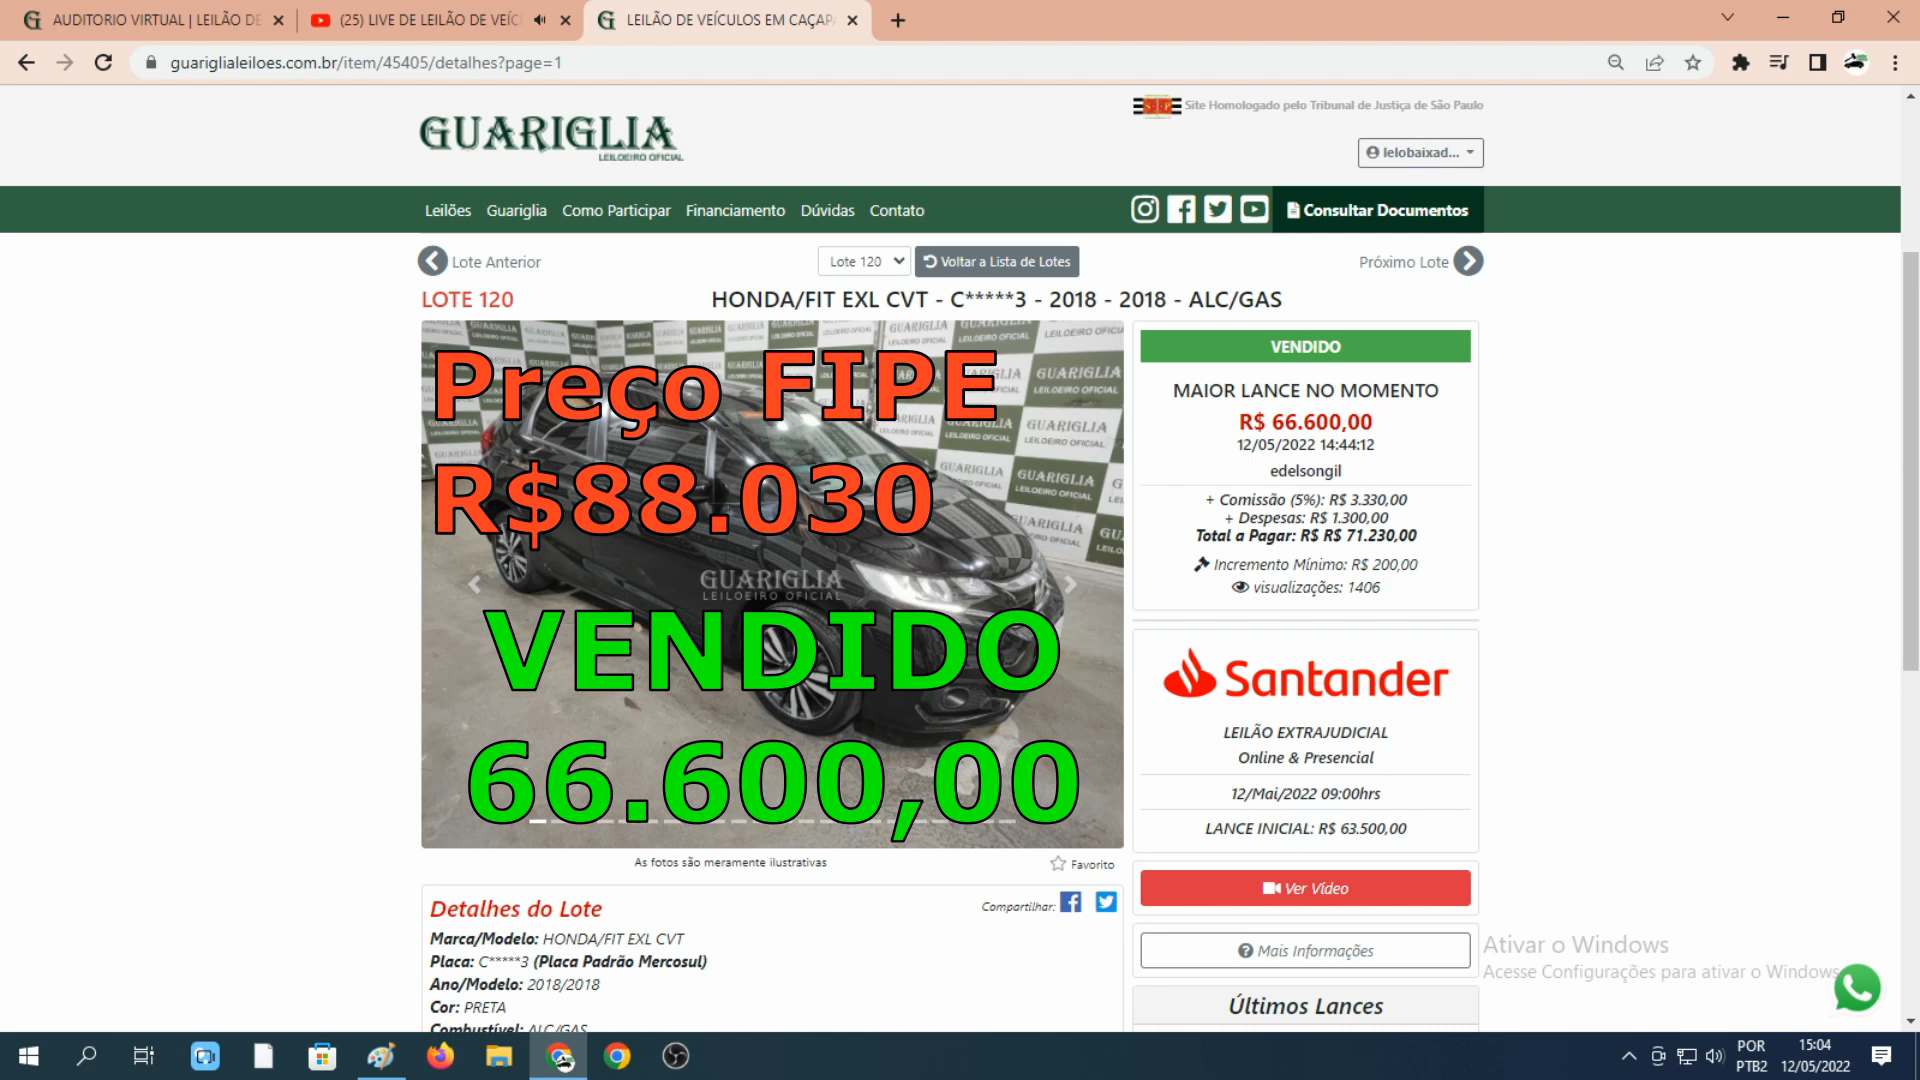 AUDITORIO VIRTUAL | LEILÃO DE
(25) LIVE DE LEILÃO DE VEÍC
LEILÃO DE VEÍCULOS EM CAÇAP
guariglialeiloes.com.br/item/45405/detalhes?page=1
GUARIGLIA
LEILOEIRO OFICIAL
Site Homologado pelo Tribunal de Justiça de São Paulo
lelobaixad...
Leilões Guariglia Como Participar Financiamento Dúvidas Contato
Consultar Documentos
Lote Anterior
Lote 120
Voltar a Lista de Lotes
Próximo Lote
LOTE 120
HONDA/FIT EXL CVT - C*****3 - 2018 - 2018 - ALC/GAS
Preço FIPE
R$88.030
GUARIGLIA
LEILOEIRO OFICIAL
VENDIDO
66.600,00
As fotos são meramente ilustrativas
Favorito
Detalhes do Lote
Compartilhar:
Marca/Modelo: HONDA/FIT EXL CVT
Placa: C*****3 (Placa Padrão Mercosul)
Ano/Modelo: 2018/2018
Cor: PRETA
Combustível: ALC/GAS
VENDIDO
MAIOR LANCE NO MOMENTO
R$ 66.600,00
12/05/2022 14:44:12
edelsongil
+ Comissão (5%): R$ 3.330,00
+ Despesas: R$ 1.300,00
Total a Pagar: R$ R$ 71.230,00
Incremento Mínimo: R$ 200,00
visualizações: 1406
Santander
LEILÃO EXTRAJUDICIAL
Online & Presencial
12/Mai/2022 09:00hrs
LANCE INICIAL: R$ 63.500,00
Ver Vídeo
Mais Informações
Últimos Lances
Ativar o Windows
Acesse Configurações para ativar o Windows
POR
PTB2
15:04
12/05/2022